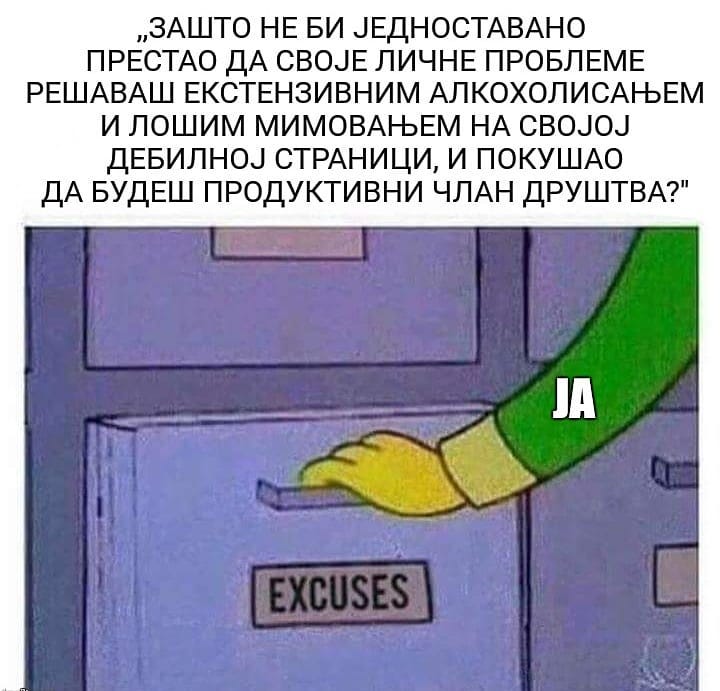 „ЗАШТО НЕ БИ ЈЕДНОСТАВАНО
ПРЕСТАО ДА СВОЈЕ ЛИЧНЕ ПРОБЛЕМЕ
РЕШАВАШ ЕКСТЕНЗИВНИМ АЛКОХОЛИСАЊЕМ
И ЛОШИМ МИМОВАЊЕМ НА СВОЈОЈ
ДЕБИЛНОЈ СТРАНИЦИ, И ПОКУШАО
ДА БУДЕШ ПРОДУКТИВНИ ЧЛАН ДРУШТВА?"
ЈА
EXCUSES